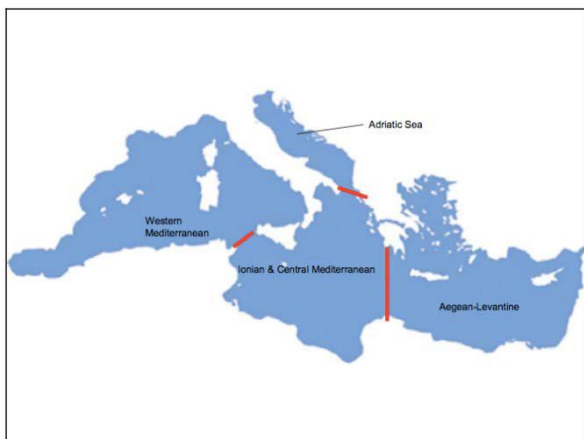 Adriatic Sea
Western
Mediterranean
Ionian & Central Mediterranean
Aegean-Levantine